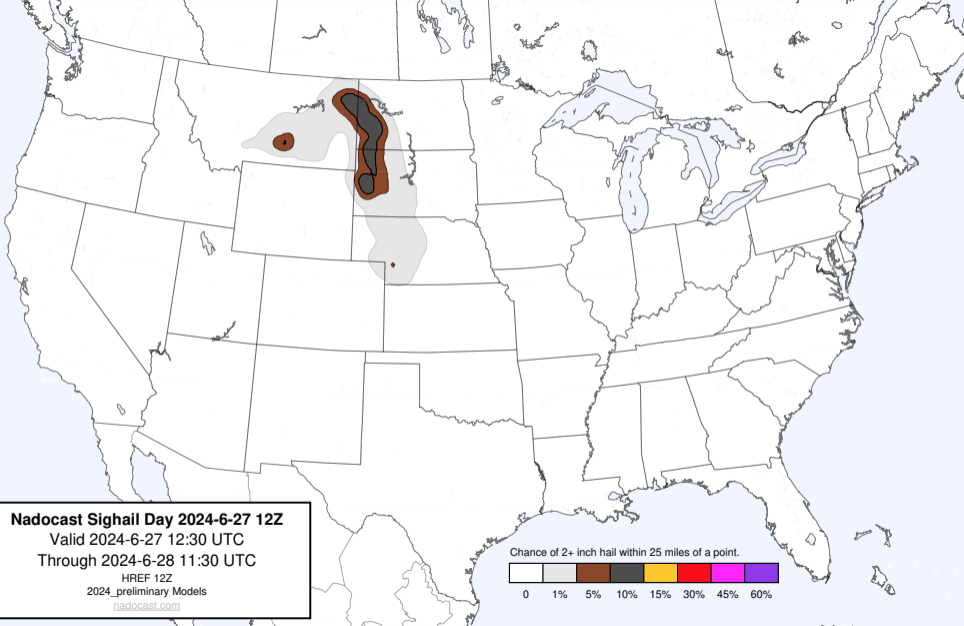 Nadocast Sighail Day 2024-6-27 12Z
Valid 2024-6-27 12:30 UTC
Through 2024-6-28 11:30 UTC
HREF 12Z
2024_preliminary Models
nadocast.com
Chance of 2+ inch hail within 25 miles of a point.
0 1% 5% 10% 15% 30% 45% 60%